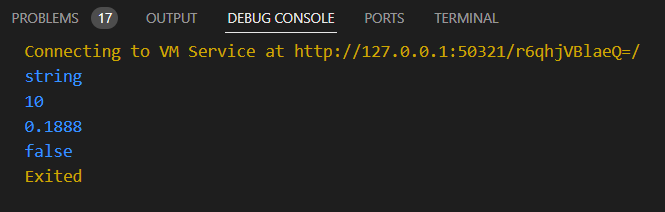 PROBLEMS 17 OUTPUT DEBUG CONSOLE PORTS TERMINAL
Connecting to VM Service at http://127.0.0.1:50321/r6qhjVBlaeQ=/
string
10
0.1888
false
Exited